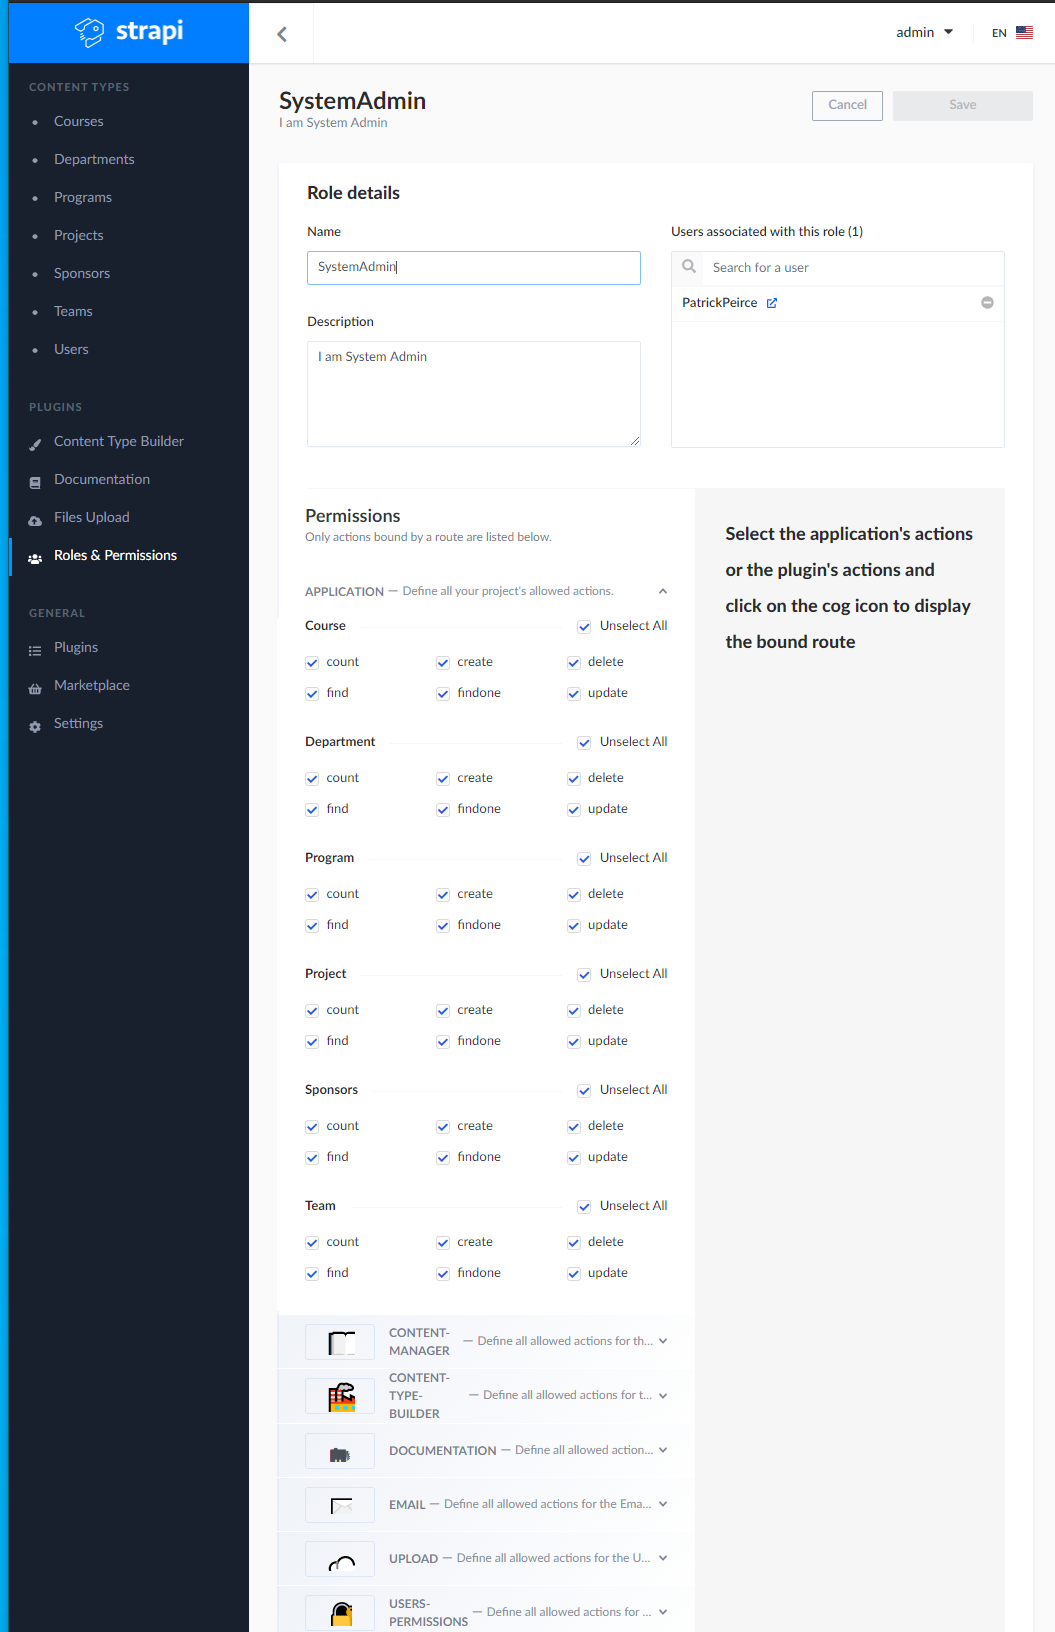 strapi
admin
EN
CONTENT TYPES
Courses
Departments
Programs
Projects
Sponsors
Teams
Users
PLUGINS
Content Type Builder
Documentation
Files Upload
Roles & Permissions
GENERAL
Plugins
Marketplace
Settings
SystemAdmin
I am System Admin
Cancel
Save
Role details
Name
SystemAdmin
Description
I am System Admin
Users associated with this role (1)
Search for a user
PatrickPeirce
Permissions
Only actions bound by a route are listed below.
APPLICATION — Define all your project's allowed actions.
Course Unselect All
count create delete
find findone update
Department Unselect All
count create delete
find findone update
Program Unselect All
count create delete
find findone update
Project Unselect All
count create delete
find findone update
Sponsors Unselect All
count create delete
find findone update
Team Unselect All
count create delete
find findone update
CONTENT-
MANAGER — Define all allowed actions for th...
CONTENT-
TYPE-
BUILDER — Define all allowed actions for t...
DOCUMENTATION — Define all allowed action...
EMAIL — Define all allowed actions for the Ema...
UPLOAD — Define all allowed actions for the U...
USERS-
PERMISSIONS — Define all allowed actions for ...
Select the application's actions
or the plugin's actions and
click on the cog icon to display
the bound route